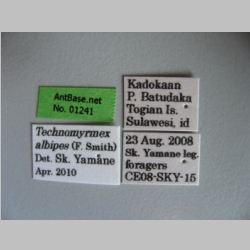 AntBase.net
No. 01241
Kadokaan
P. Batudaka
Togian Is.
Sulawesi, id
Technomyrmex
albipes (F. Smith)
Det. Sk. Yamane
Apr. 2010
23 Aug. 2008
Sk. Yamane leg.
foragers
CE08-SKY-15